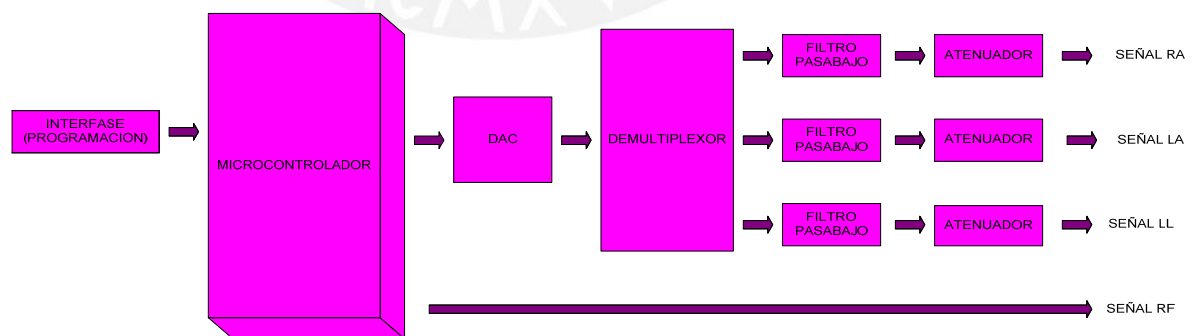 INTERFASE
(PROGRAMACION)
MICROCONTROLADOR
DAC
DEMULTIPLEXOR
FILTRO
PASABAJO
ATENUADOR
SEÑAL RA
FILTRO
PASABAJO
ATENUADOR
SEÑAL LA
FILTRO
PASABAJO
ATENUADOR
SEÑAL LL
SEÑAL RF